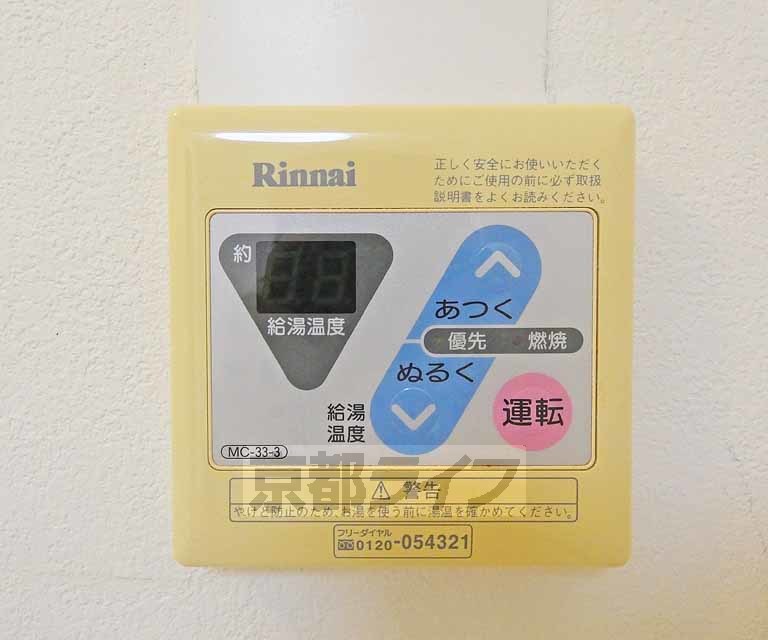 Rinnai
正しく安全にお使いいただく
ためにご使用の前に必ず取扱
説明書をよくお読みください。
約
給湯温度
あつく
優先 燃焼
ぬるく
給湯
温度
運転
MC-33-3
京都ライフ
警告
やけど防止のため、お湯を使う前に湯温を確かめてください。
フリーダイヤル
0120-054321